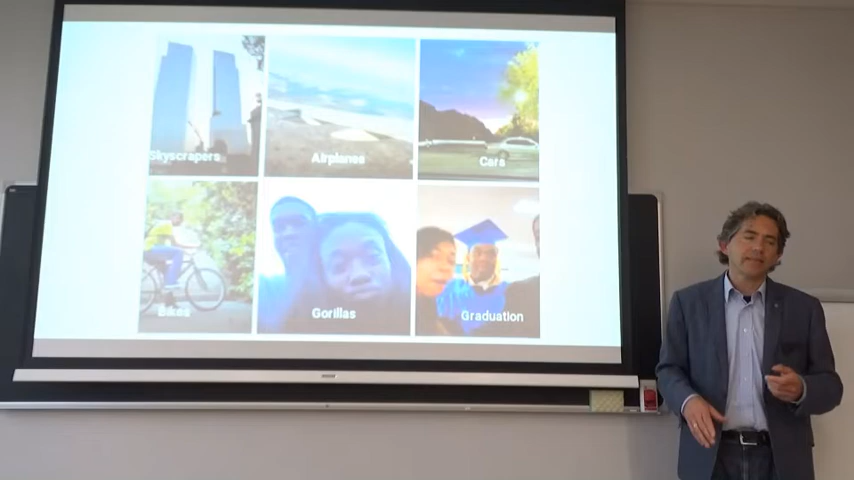 Skyscrapers
Airplanes
Cars
Bikes
Gorillas
Graduation